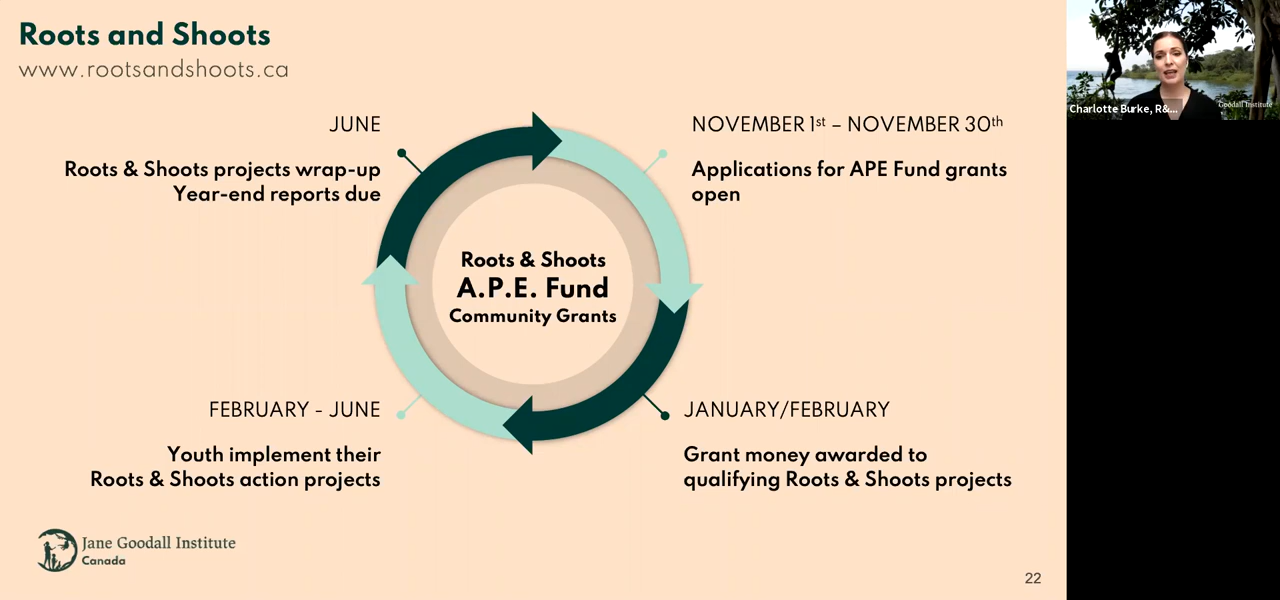 Roots and Shoots
www.rootsandshoots.ca
JUNE
Roots & Shoots projects wrap-up
Year-end reports due
NOVEMBER 1st – NOVEMBER 30th
Applications for APE Fund grants
open
Roots & Shoots
A.P.E. Fund
Community Grants
FEBRUARY - JUNE
Youth implement their
Roots & Shoots action projects
JANUARY/FEBRUARY
Grant money awarded to
qualifying Roots & Shoots projects
Jane Goodall Institute
Canada
22
Charlotte Burke, R&...
Goodall Institute